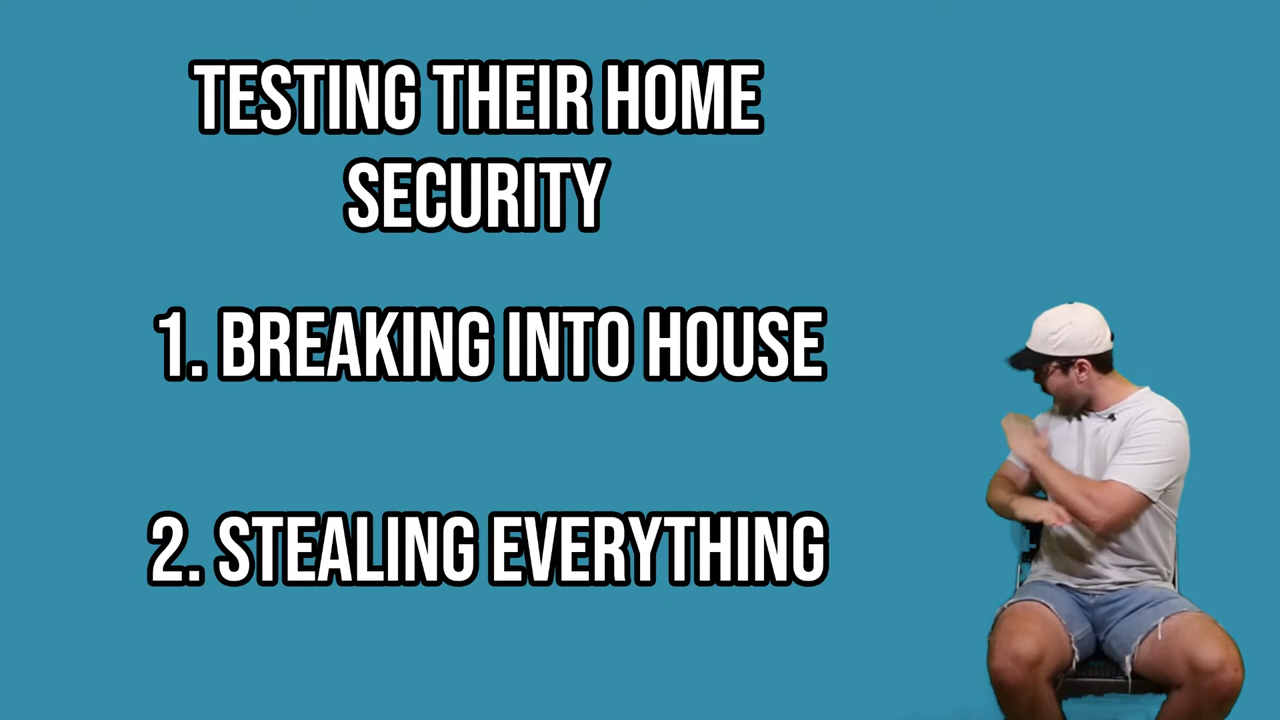 TESTING THEIR HOME
SECURITY
1. BREAKING INTO HOUSE
2. STEALING EVERYTHING